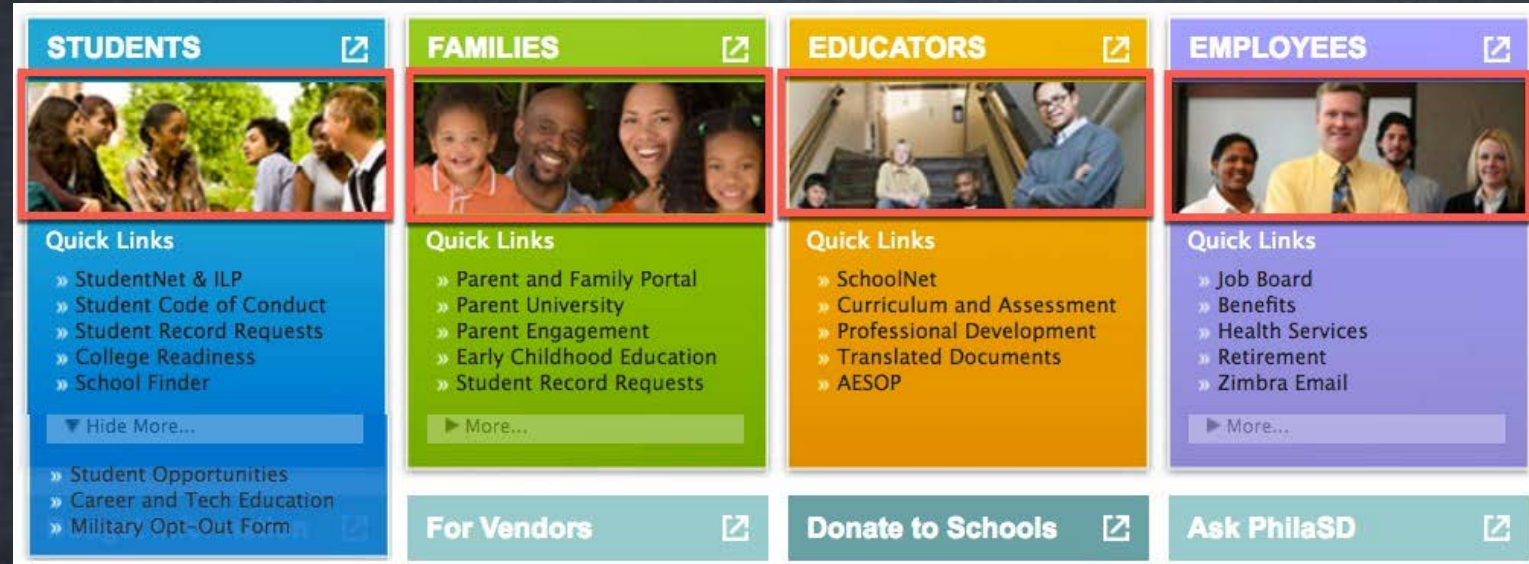 STUDENTS
Quick Links
» StudentNet & ILP
» Student Code of Conduct
» Student Record Requests
» College Readiness
» School Finder
▼ Hide More...
» Student Opportunities
» Career and Tech Education
» Military Opt-Out Form
FAMILIES
Quick Links
» Parent and Family Portal
» Parent University
» Parent Engagement
» Early Childhood Education
» Student Record Requests
▶ More...
EDUCATORS
Quick Links
» SchoolNet
» Curriculum and Assessment
» Professional Development
» Translated Documents
» AESOP
EMPLOYEES
Quick Links
» Job Board
» Benefits
» Health Services
» Retirement
» Zimbra Email
▶ More...
For Vendors
Donate to Schools
Ask PhilaSD